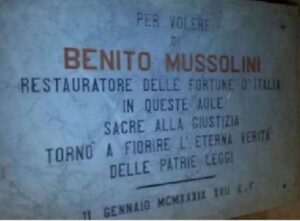 PER VOLERE
DI
BENITO MUSSOLINI
RESTAURATORE DELLE FORTUNE D'ITALIA
IN QUESTE AULE
SACRE ALLA GIUSTIZIA
TORNÒ A FIORIRE L'ETERNA VERITÀ
DELLE PATRIE LEGGI
11 GENNAIO MCMXXXIX XVII E.F.